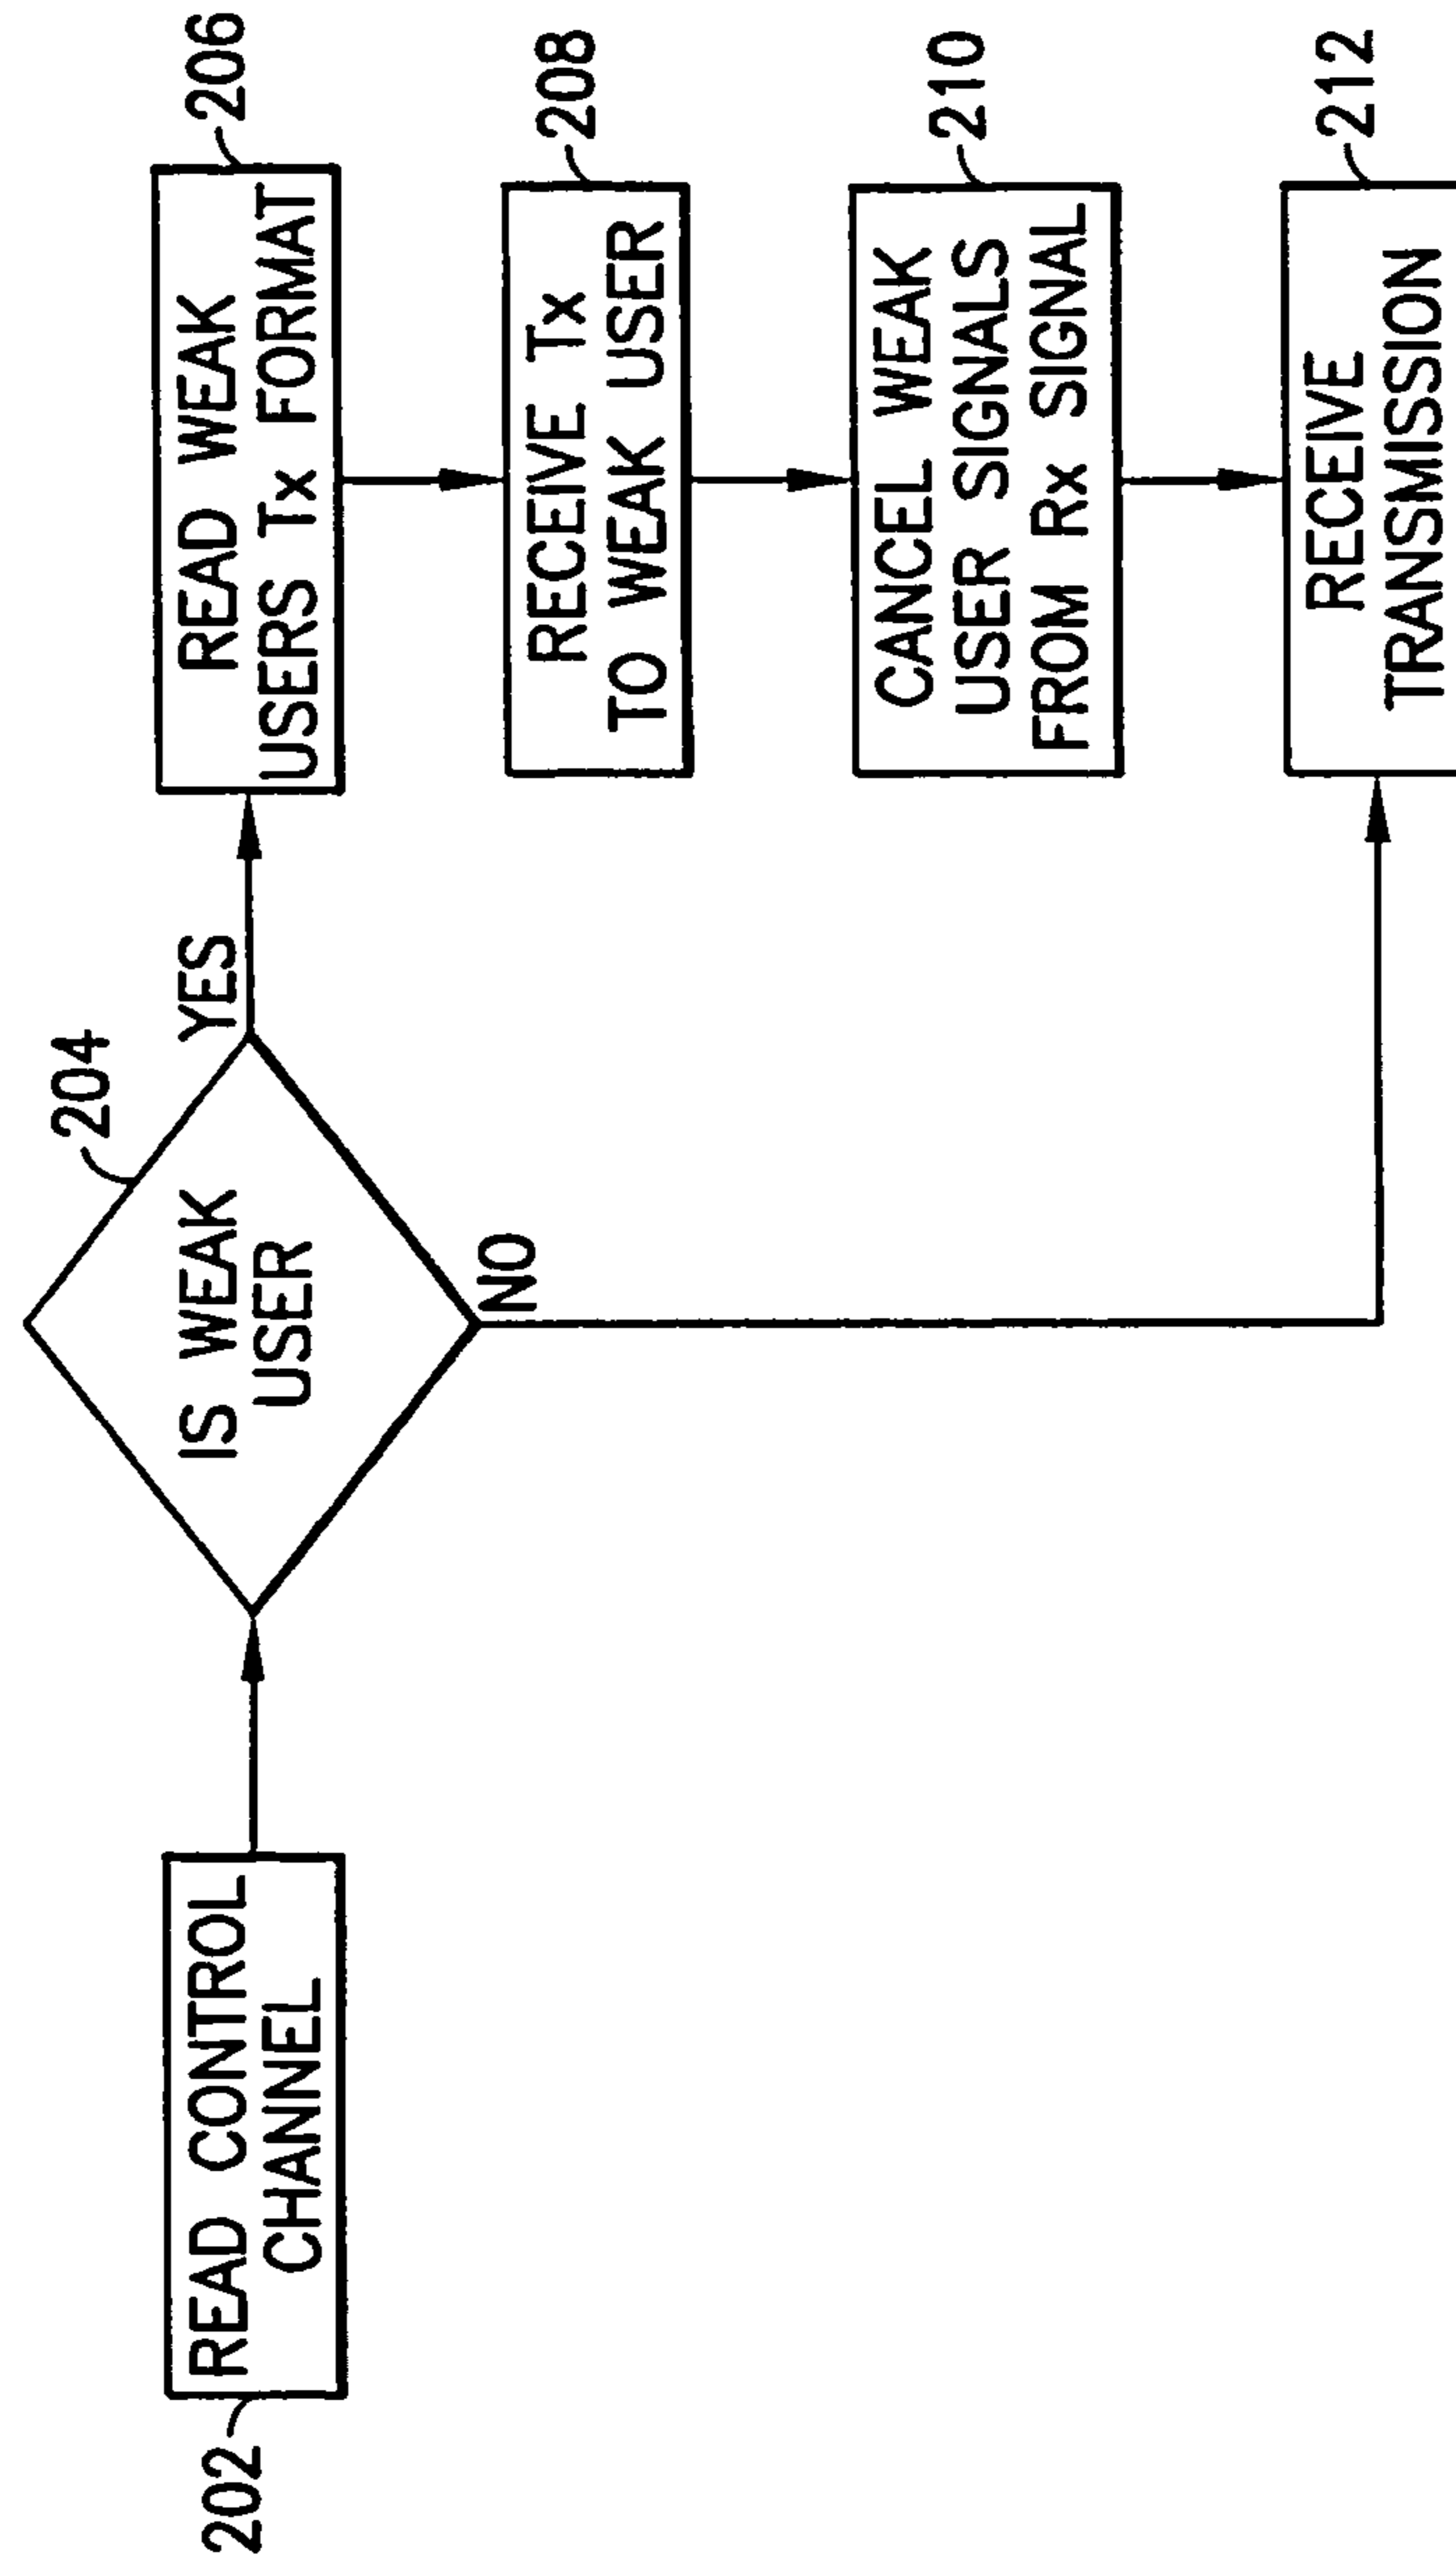 202
READ CONTROL
CHANNEL
204
IS WEAK
USER
YES
NO
206
READ WEAK
USERS Tx FORMAT
208
RECEIVE Tx
TO WEAK USER
210
CANCEL WEAK
USER SIGNALS
FROM Rx SIGNAL
212
RECEIVE
TRANSMISSION